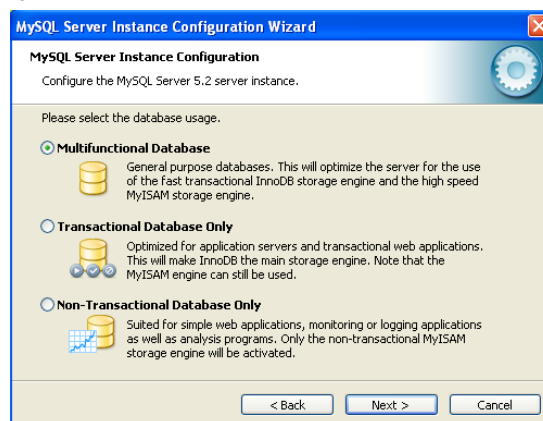 MySQL Server Instance Configuration Wizard
MySQL Server Instance Configuration
Configure the MySQL Server 5.2 server instance.
Please select the database usage.
Multifunctional Database
General purpose databases. This will optimize the server for the use
of the fast transactional InnoDB storage engine and the high speed
MyISAM storage engine.
Transactional Database Only
Optimized for application servers and transactional web applications.
This will make InnoDB the main storage engine. Note that the
MyISAM engine can still be used.
Non-Transactional Database Only
Suited for simple web applications, monitoring or logging applications
as well as analysis programs. Only the non-transactional MyISAM
storage engine will be activated.
< Back
Next >
Cancel